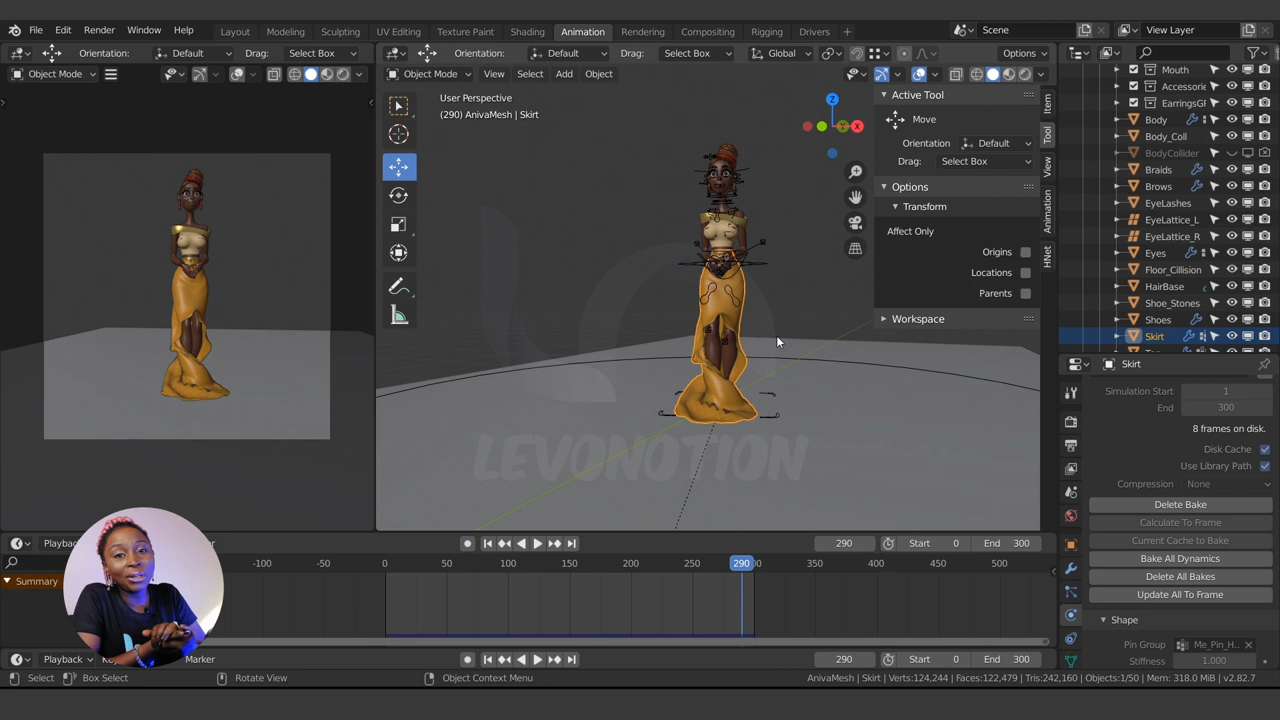 File Edit Render Window Help Layout Modeling Sculpting UV Editing Texture Paint Shading Animation Rendering Compositing Rigging Drivers + Scene View Layer
Orientation: Default Drag: Select Box
Orientation: Default Drag: Select Box Global Options
Object Mode
Object Mode View Select Add Object
User Perspective
(290) AnivaMesh | Skirt
Z
X
Active Tool
Move
Orientation Default
Drag: Select Box
Options
Transform
Affect Only
Origins
Locations
Parents
Workspace
Item
Tool
View
Animation
HNet
Mouth
Accessorie
EarringsGF
Body
Body_Coll
BodyCollider
Braids
Brows
EyeLashes
EyeLattice_L
EyeLattice_R
Eyes
Floor_Cillision
HairBase
Shoe_Stones
Shoes
Skirt
Skirt
Simulation Start 1
End 300
8 frames on disk.
Disk Cache
Use Library Path
Compression None
Delete Bake
Calculate To Frame
Current Cache to Bake
Bake All Dynamics
Delete All Bakes
Update All To Frame
Shape
Pin Group Me_Pin_H..
Stiffness 1.000
LEVONOTION
Playback 290 Start 0 End 300
-100 0 50 100 150 200 250 290 00 350 400 450 500
Summary
Playback Marker 290 Start 0 End 300
Select Box Select Rotate View Object Context Menu AnivaMesh | Skirt | Verts:124,244 | Faces:122,479 | Tris:242,160 | Objects:1/50 | Mem: 318.0 MiB | v2.82.7